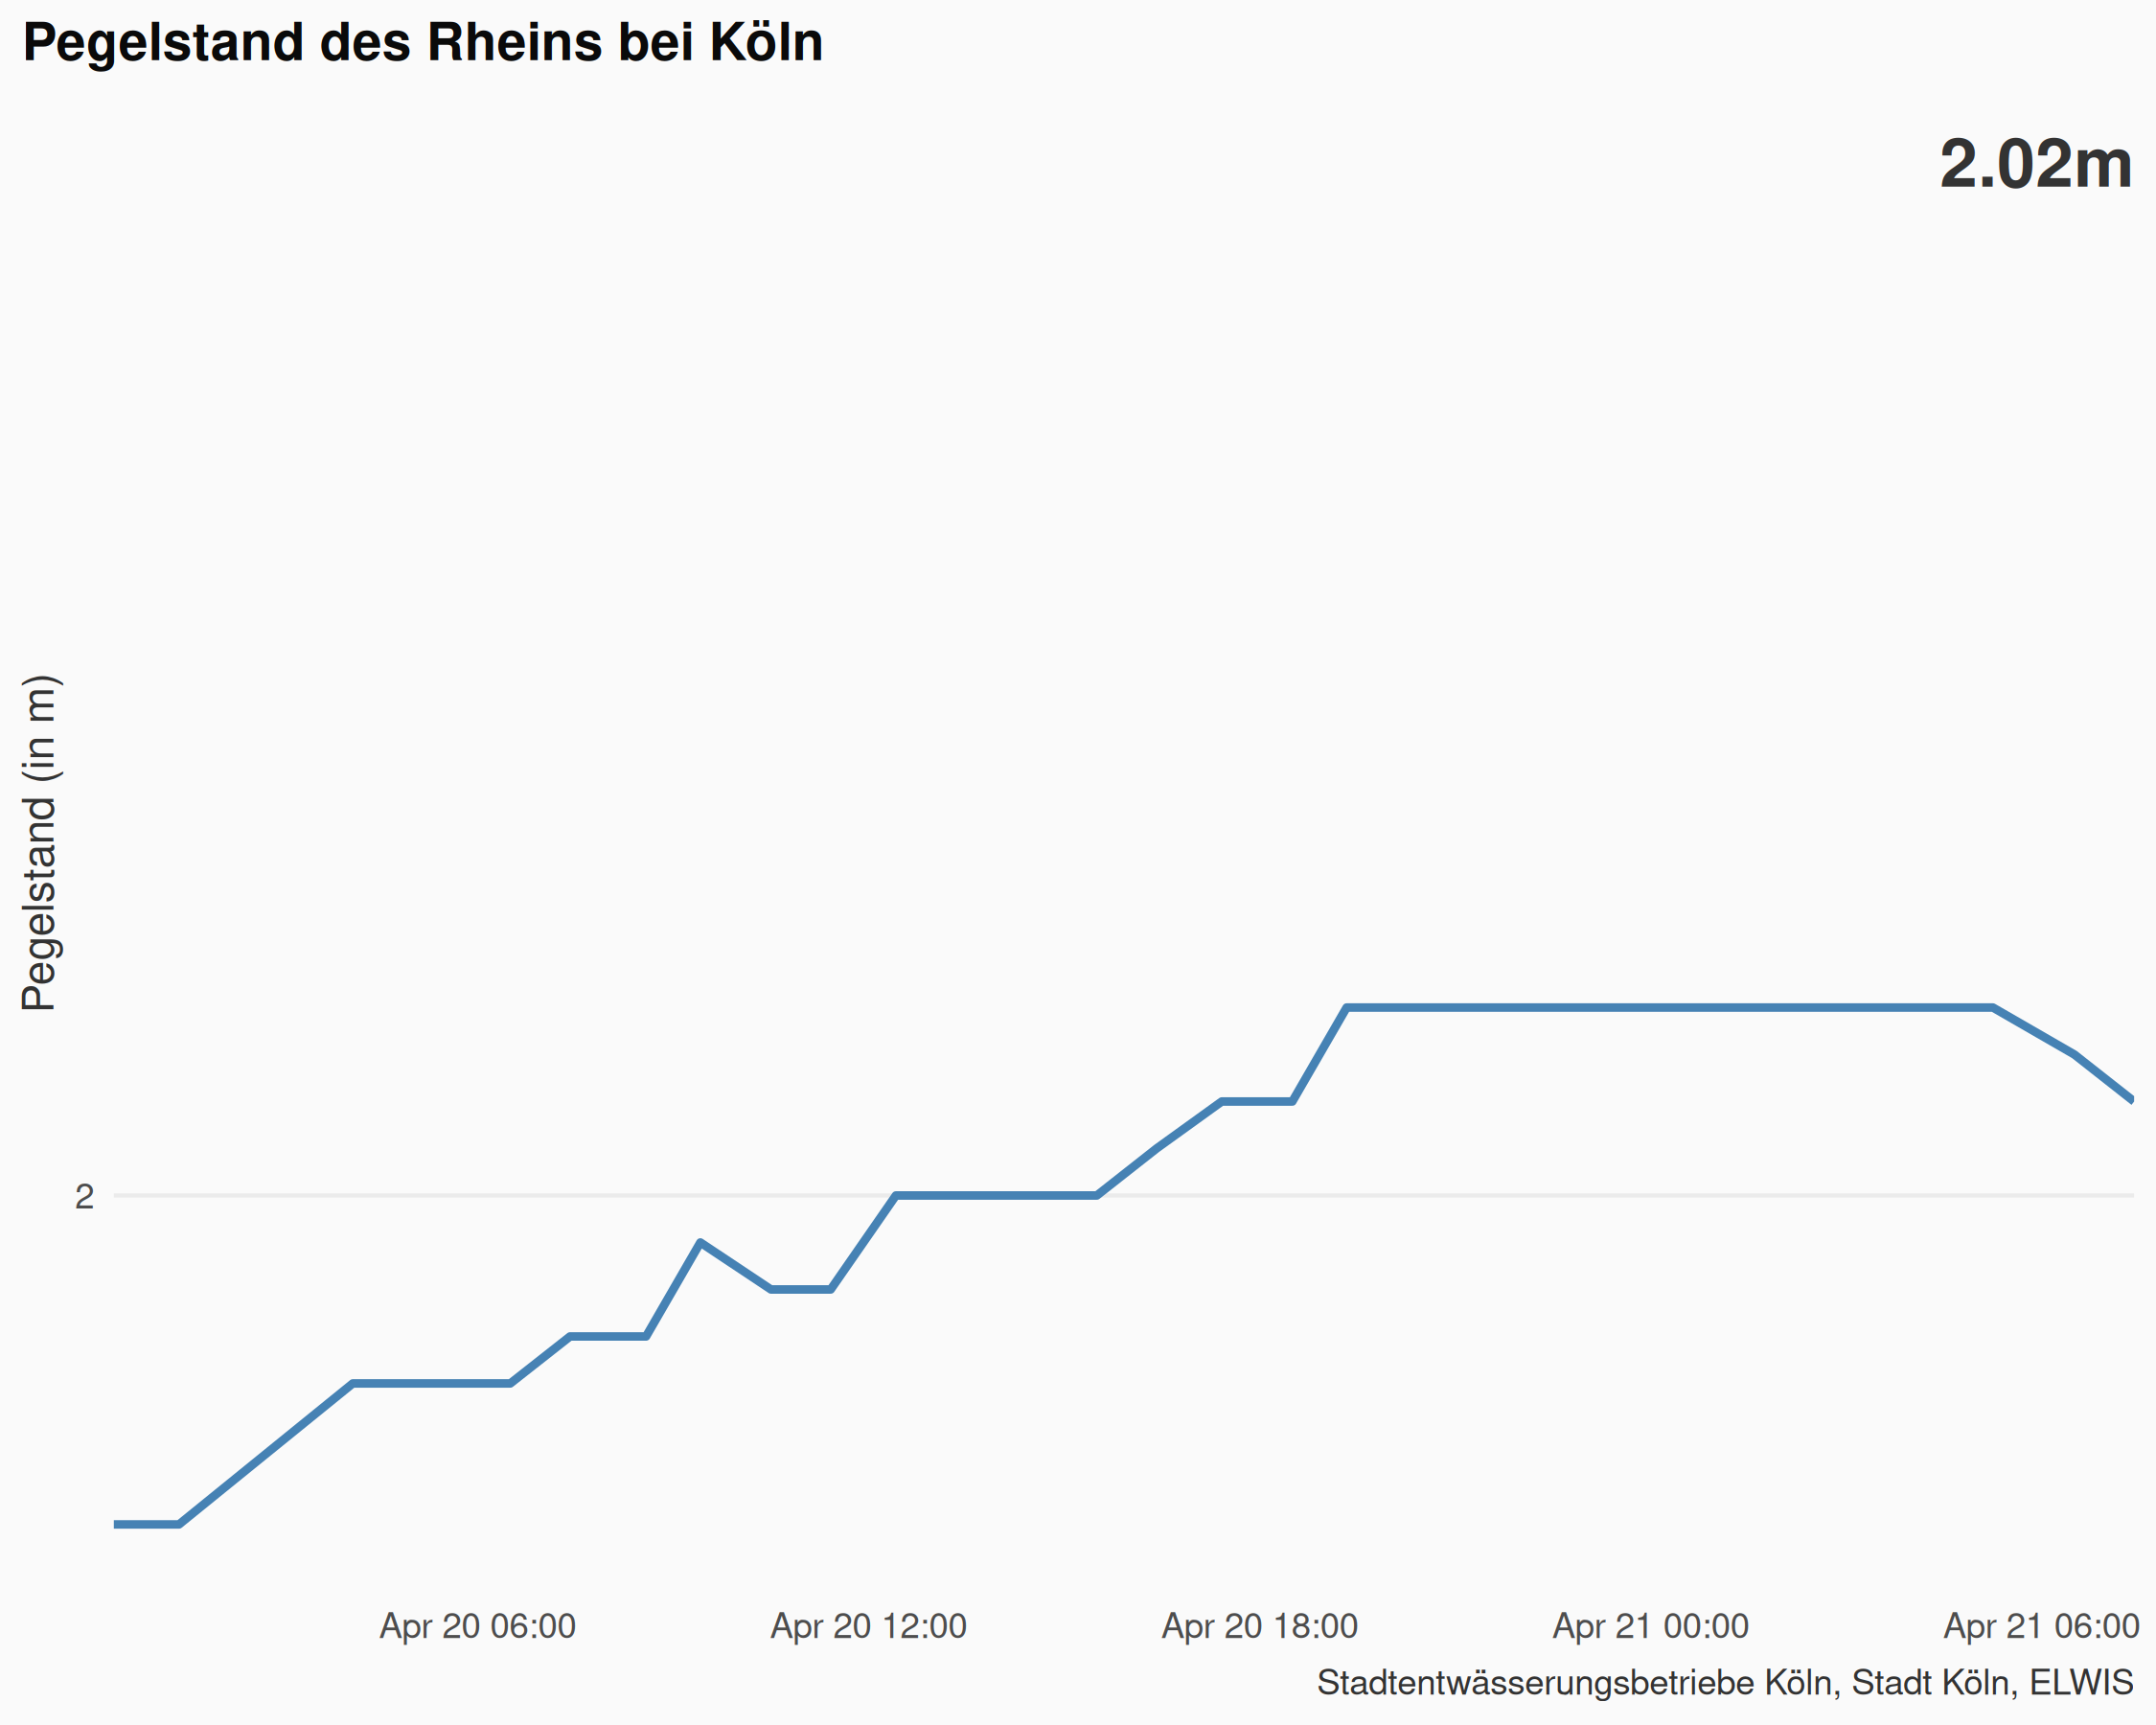 Pegelstand des Rheins bei Köln
2.02m
Pegelstand (in m)
2
Apr 20 06:00 Apr 20 12:00 Apr 20 18:00 Apr 21 00:00 Apr 21 06:00
Stadtentwässerungsbetriebe Köln, Stadt Köln, ELWIS